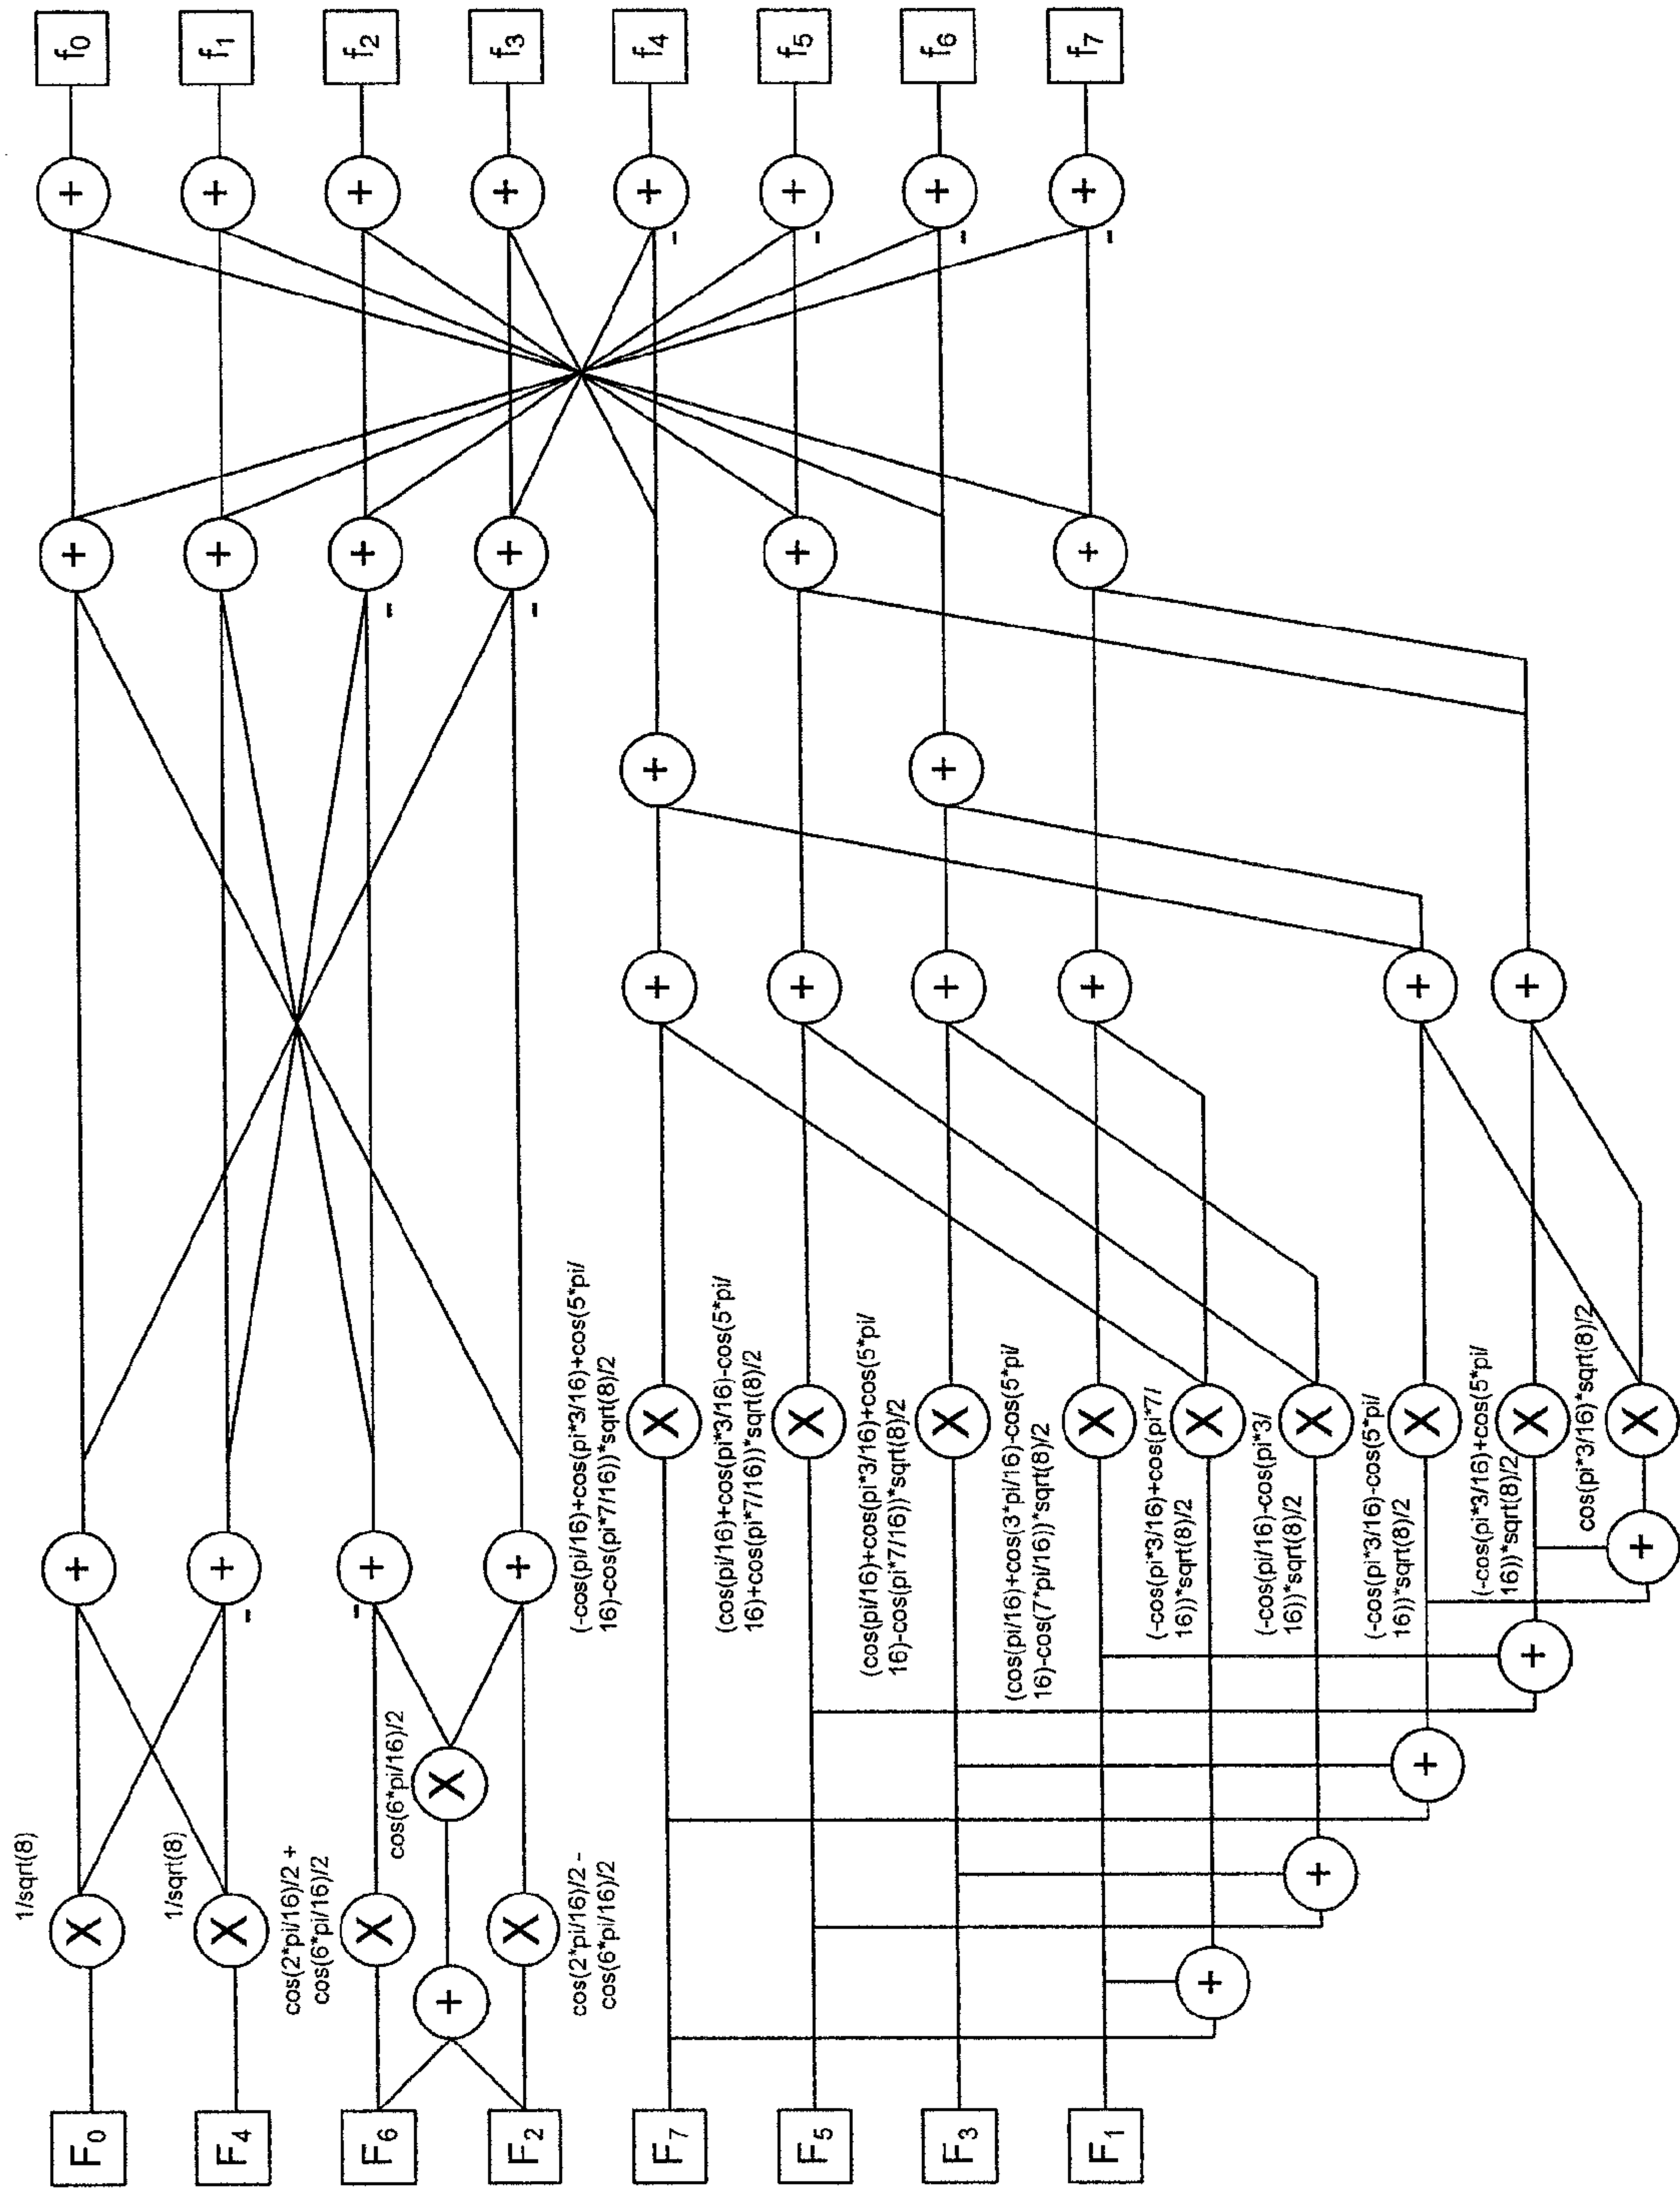 f0
f1
f2
f3
f4
f5
f6
f7
+
+
+
+
+
+
+
+
-
-
-
-
+
+
+
+
+
+
-
-
+
+
+
+
+
+
+
+
(-cos(pi/16)+cos(pi*3/16)+cos(5*pi/
16)-cos(pi*7/16))*sqrt(8)/2
(cos(pi/16)+cos(pi*3/16)-cos(5*pi/
16)+cos(pi*7/16))*sqrt(8)/2
(cos(pi/16)+cos(pi*3/16)+cos(5*pi/
16)-cos(pi*7/16))*sqrt(8)/2
(cos(pi/16)+cos(3*pi/16)-cos(5*pi/
16)-cos(7*pi/16))*sqrt(8)/2
(-cos(pi*3/16)+cos(pi*7/
16))*sqrt(8)/2
(-cos(pi/16)-cos(pi*3/
16))*sqrt(8)/2
(-cos(pi*3/16)-cos(5*pi/
16))*sqrt(8)/2
(-cos(pi*3/16)+cos(5*pi/
16))*sqrt(8)/2
cos(pi*3/16)*sqrt(8)/2
X
X
X
X
X
X
X
X
X
+
+
+
+
+
-
-
+
+
1/sqrt(8)
1/sqrt(8)
cos(6*pi/16)/2
X
+
cos(2*pi/16)/2 +
cos(6*pi/16)/2
X
X
X
X
cos(2*pi/16)/2 -
cos(6*pi/16)/2
+
+
+
F0
F4
F6
F2
F7
F5
F3
F1